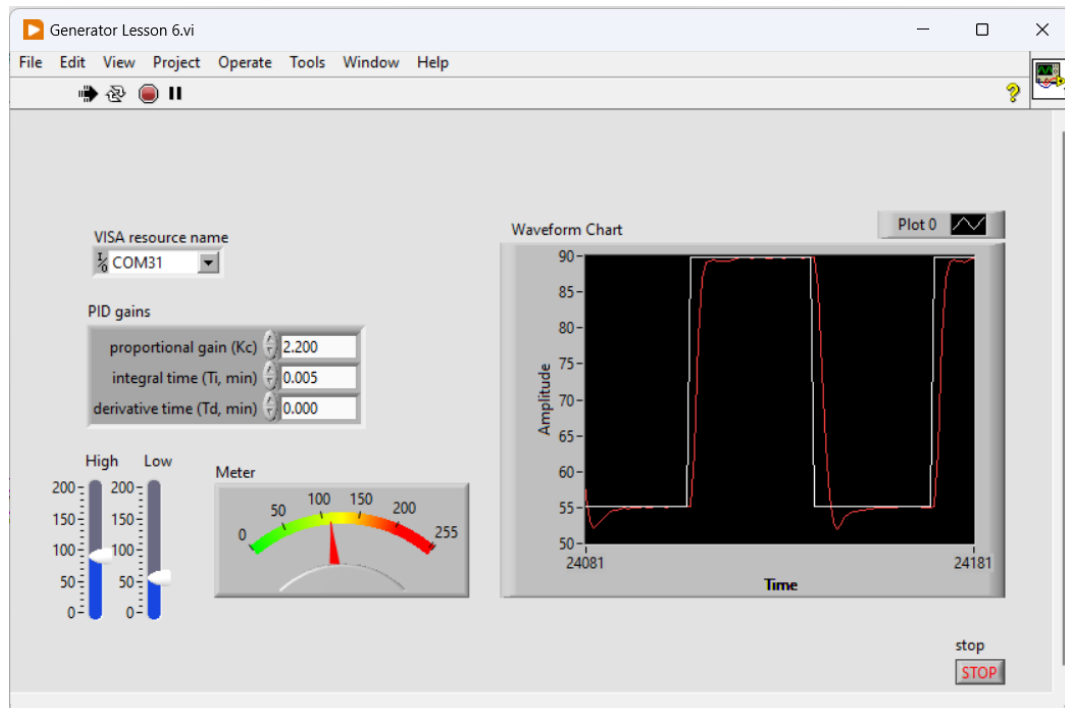 Generator Lesson 6.vi
File Edit View Project Operate Tools Window Help
?
VISA resource name
I/O COM31
PID gains
proportional gain (Kc) 2.200
integral time (Ti, min) 0.005
derivative time (Td, min) 0.000
High Low
200 200
150 150
100 100
50 50
0 0
Meter
0 50 100 150 200 255
Waveform Chart
Plot 0
Amplitude
90
85
80
75
70
65
60
55
50
24081 24181
Time
stop
STOP